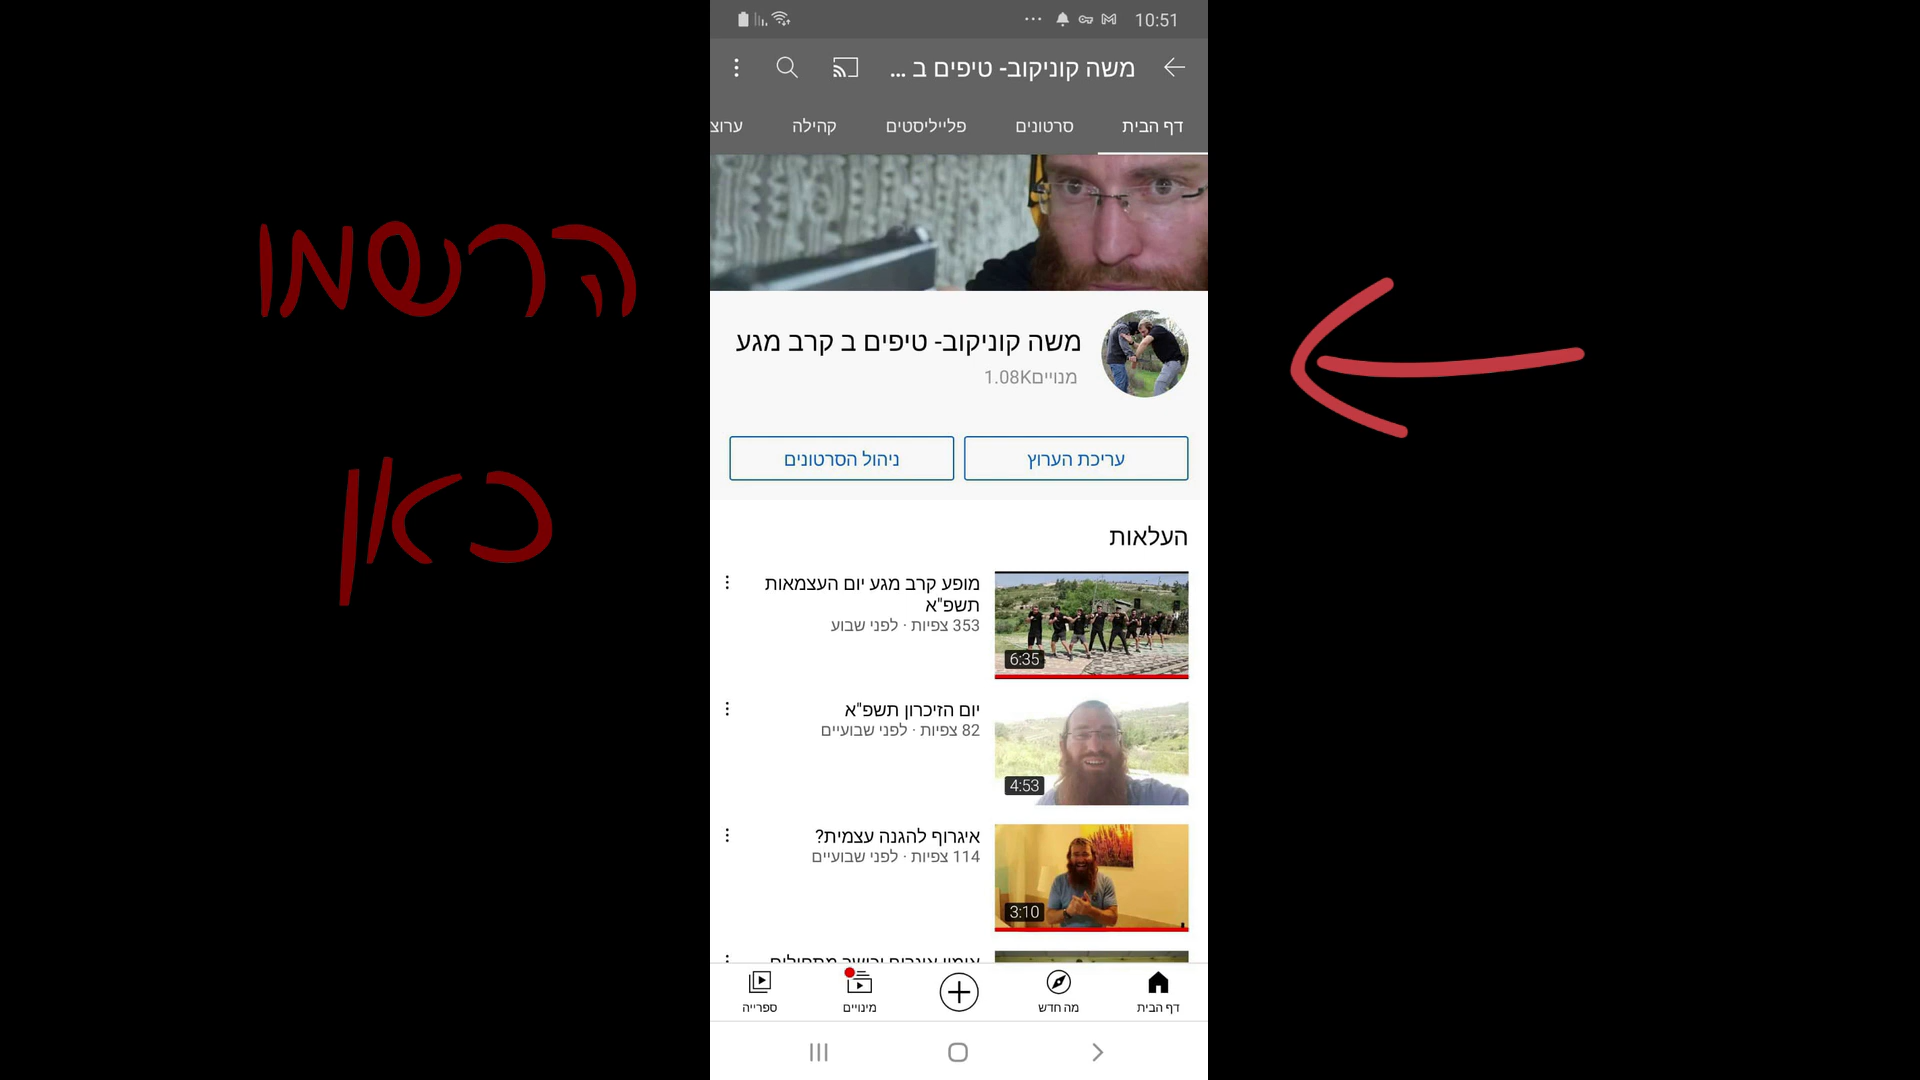 10:51
משה קוניקוב- טיפים ב ...
דף הבית
סרטונים
פלייליסטים
קהילה
ערוצ
משה קוניקוב- טיפים ב קרב מגע
1.08Kמנויים
עריכת הערוץ
ניהול הסרטונים
העלאות
מופע קרב מגע יום העצמאות
תשפ"א
353 צפיות · לפני שבוע
6:35
יום הזיכרון תשפ"א
82 צפיות · לפני שבועיים
4:53
איגרוף להגנה עצמית?
114 צפיות · לפני שבועיים
3:10
דף הבית
מה חדש
מינויים
ספרייה
הרשמו
כאן